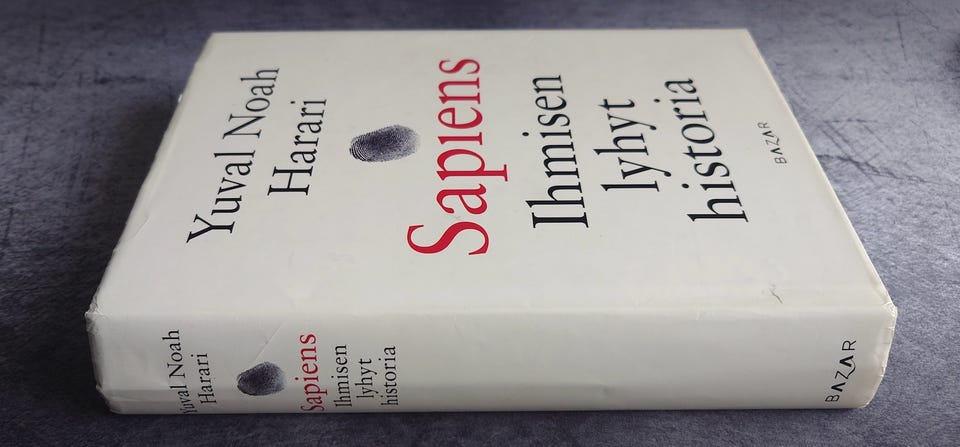 Yuval Noah
Harari
Sapiens
Ihmisen
lyhyt
historia
BAZAR
Yuval Noah
Harari
Sapiens
Ihmisen
lyhyt
historia
BAZAR